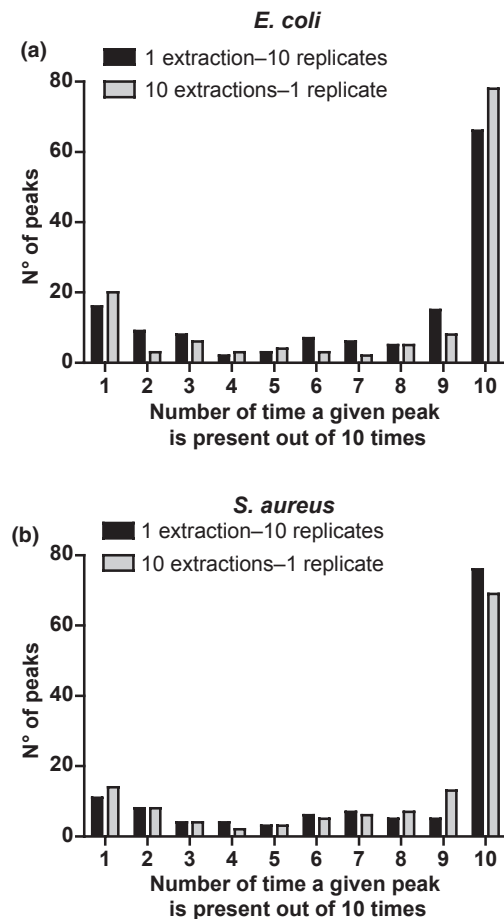 E. coli
(a)
1 extraction–10 replicates
10 extractions–1 replicate
80
60
40
20
0
N° of peaks
1 2 3 4 5 6 7 8 9 10
Number of time a given peak
is present out of 10 times
S. aureus
(b)
1 extraction–10 replicates
10 extractions–1 replicate
80
60
40
20
0
N° of peaks
1 2 3 4 5 6 7 8 9 10
Number of time a given peak
is present out of 10 times